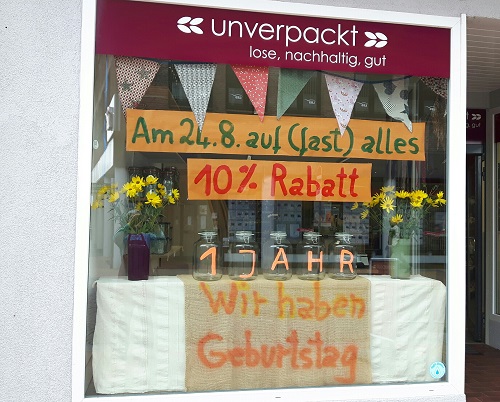 unverpackt
lose, nachhaltig, gut
Am 24.8. auf (fast) alles
10% Rabatt
1 JAHR
Wir haben
Geburtstag